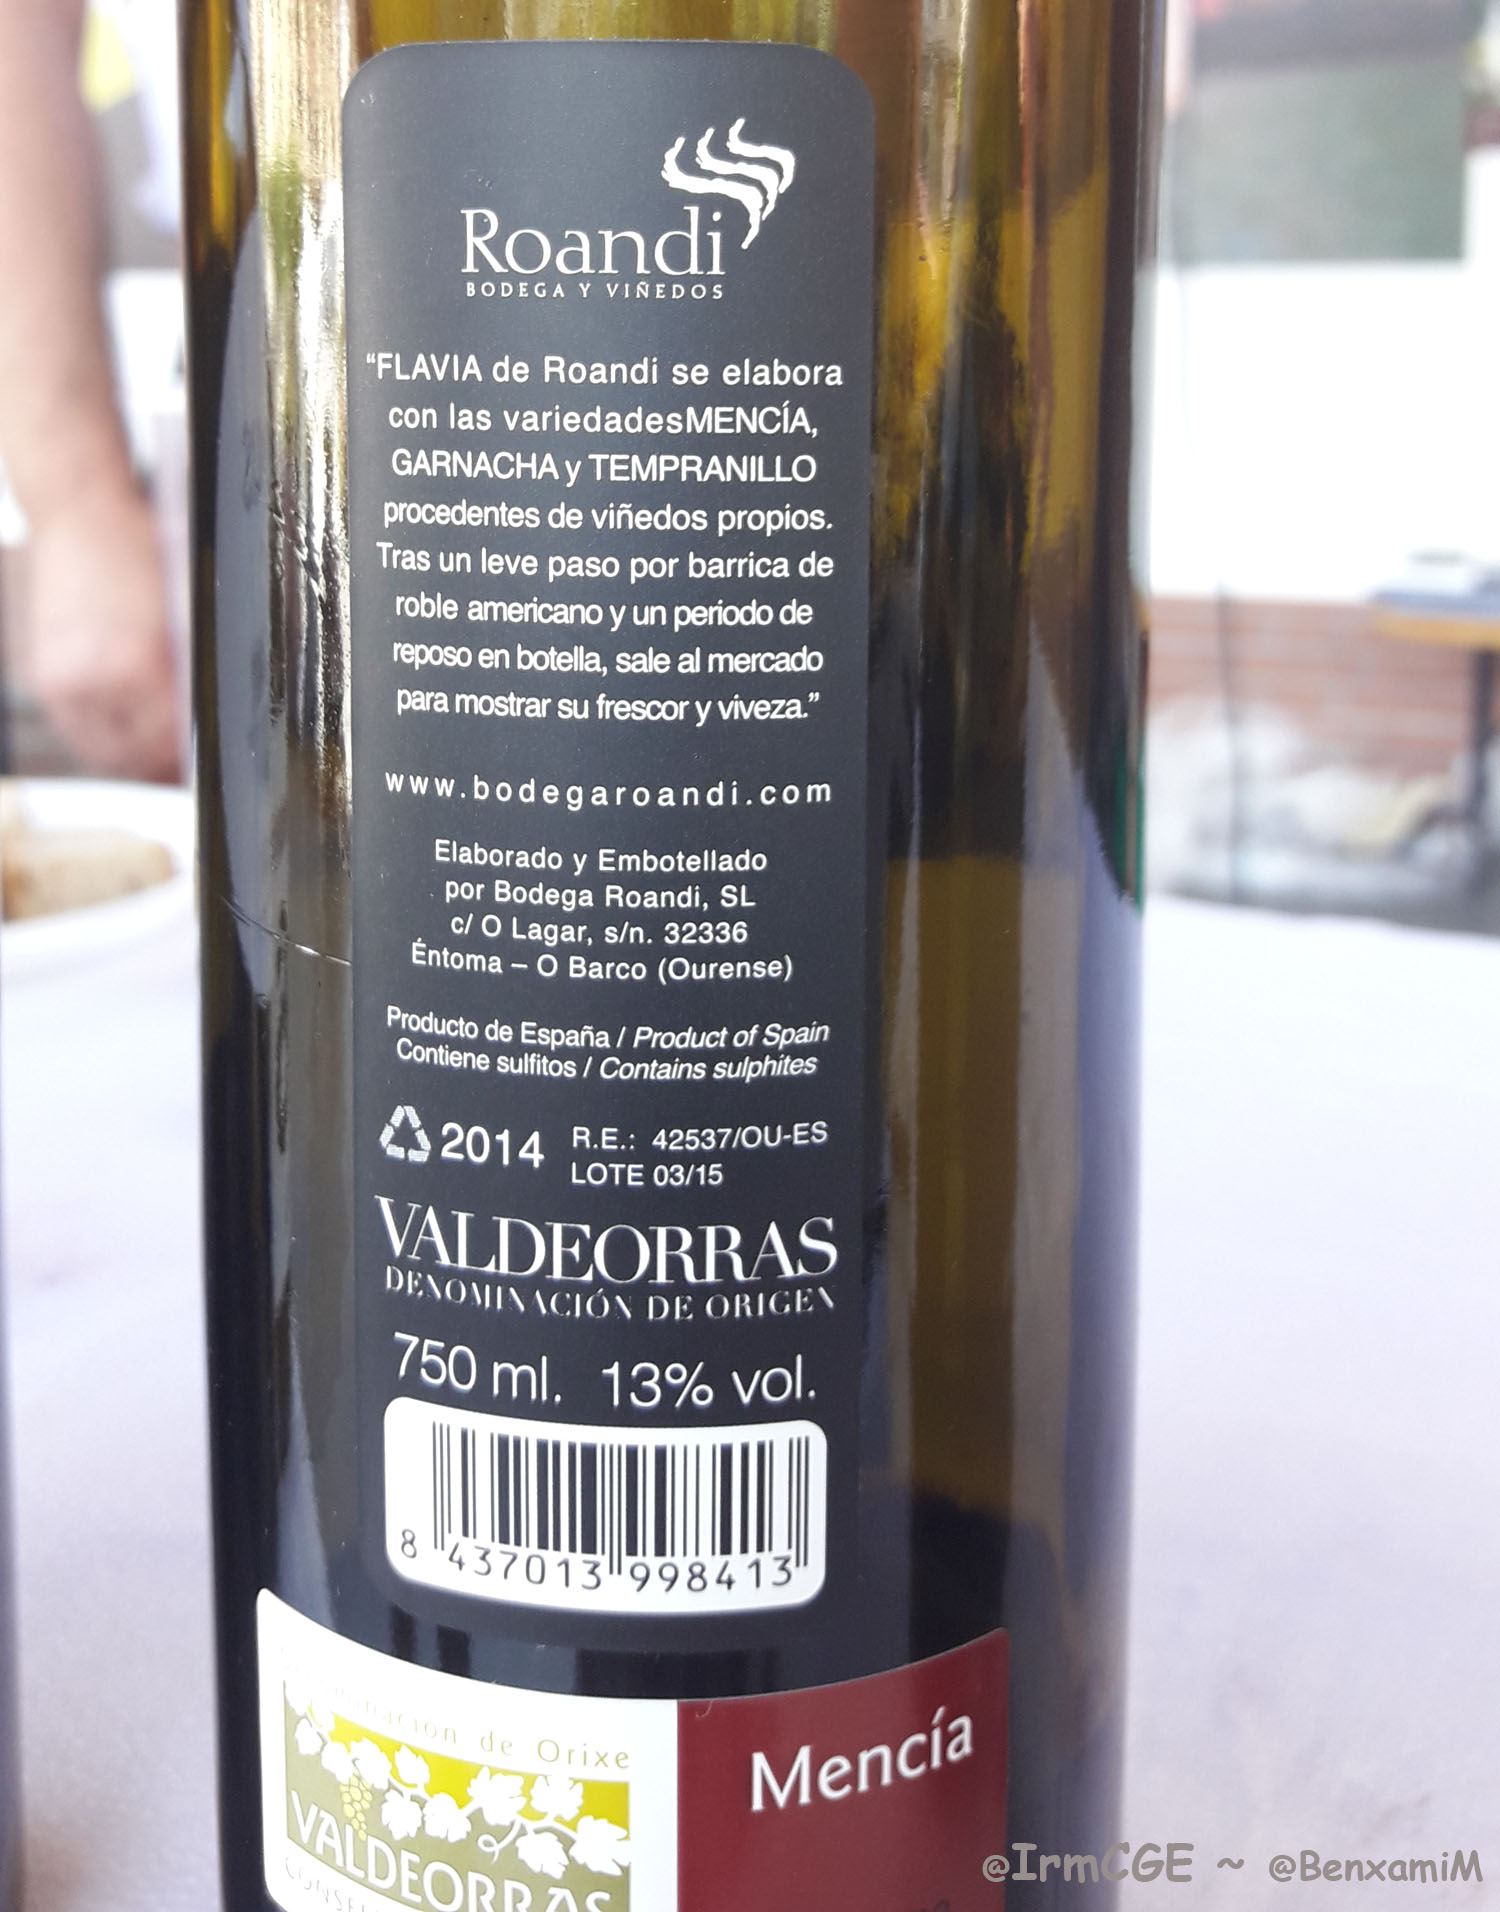 Roandi
BODEGA Y VIÑEDOS
“FLAVIA de Roandi se elabora
con las variedadesMENCÍA,
GARNACHA y TEMPRANILLO
procedentes de viñedos propios.
Tras un leve paso por barrica de
roble americano y un periodo de
reposo en botella, sale al mercado
para mostrar su frescor y viveza.”
www.bodegaroandi.com
Elaborado y Embotellado
por Bodega Roandi, SL
c/ O Lagar, s/n. 32336
Éntoma – O Barco (Ourense)
Producto de España / Product of Spain
Contiene sulfitos / Contains sulphites
2014 R.E.: 42537/OU-ES
LOTE 03/15
VALDEORRAS
DENOMINACIÓN DE ORIGEN
750 ml. 13% vol.
8 437013 998413
de Orixe
VALDEORRAS
Mencía
@IrmCGE ~ @BenxamiM